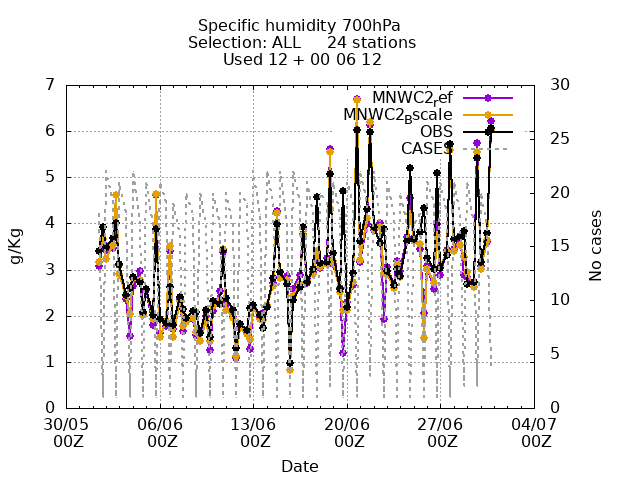 Specific humidity 700hPa
Selection: ALL 24 stations
Used 12 + 00 06 12
MNWC2ref
MNWC2Bscale
OBS
CASES
g/Kg
No cases
7
6
5
4
3
2
1
0
30
25
20
15
10
5
0
30/05 06/06 13/06 20/06 27/06 04/07
00Z 00Z 00Z 00Z 00Z 00Z
Date